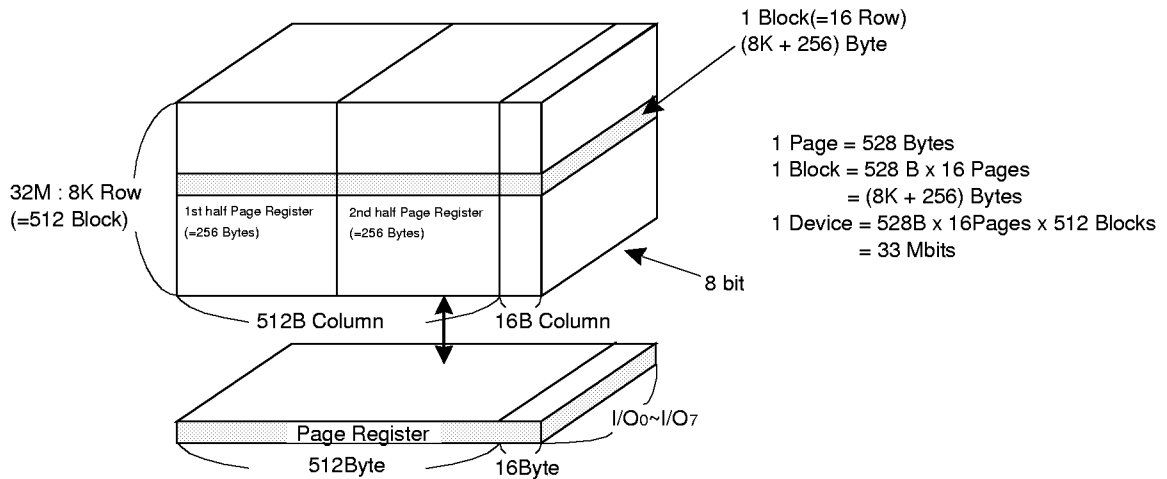 1 Block(=16 Row)
(8K + 256) Byte
32M : 8K Row
(=512 Block)
1st half Page Register
(=256 Bytes)
2nd half Page Register
(=256 Bytes)
1 Page = 528 Bytes
1 Block = 528 B x 16 Pages
= (8K + 256) Bytes
1 Device = 528B x 16Pages x 512 Blocks
= 33 Mbits
8 bit
512B Column
16B Column
I/O0~I/O7
Page Register
512Byte
16Byte